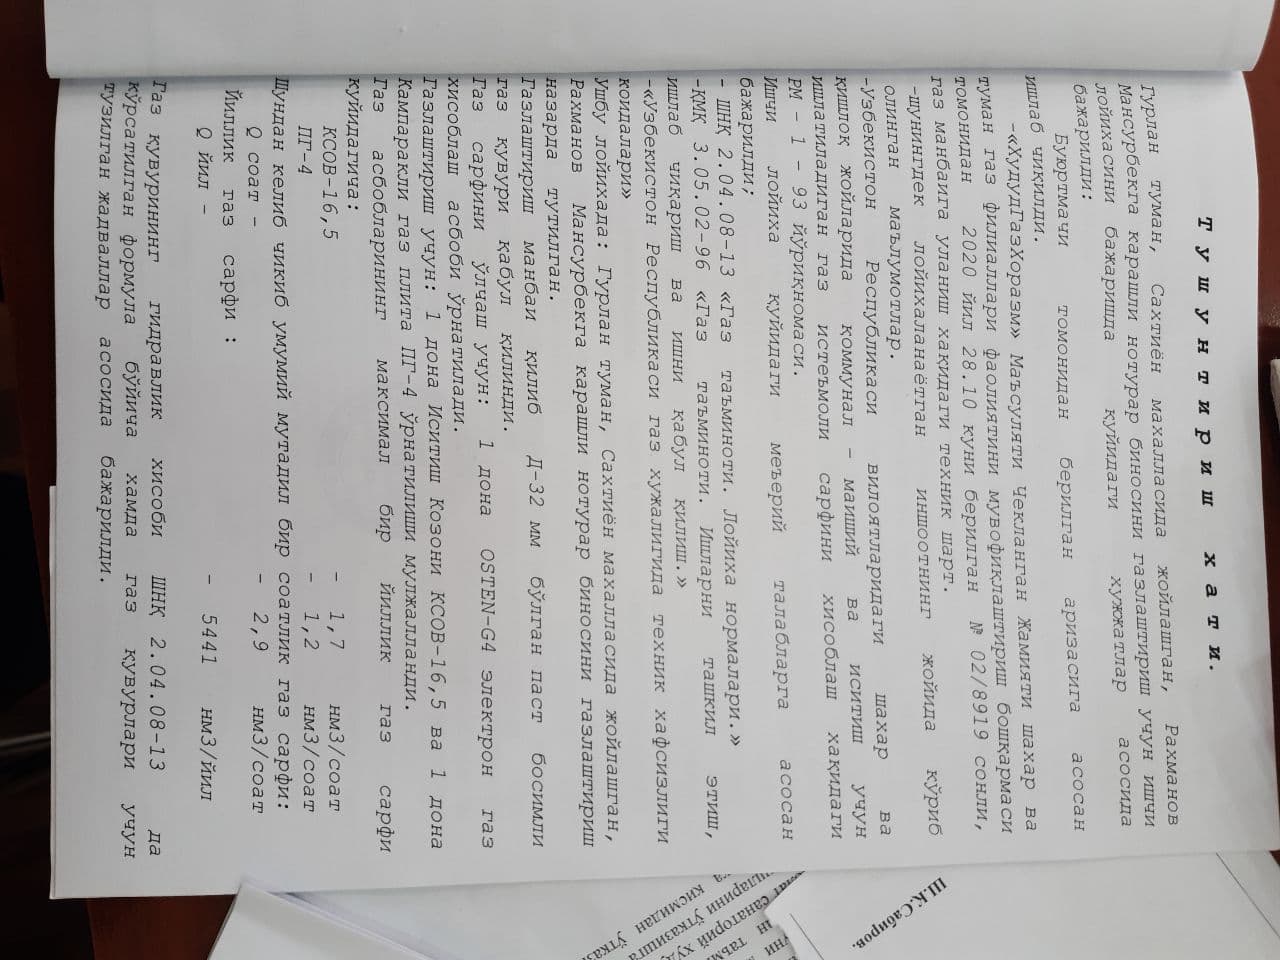 Тушунтириш хати.
Гурлан туман, Сахтиён махалласида жойлашган, Рахманов
Мансурбекга карашли нотурар биносини газлаштириш учун ишчи
лойихасини бажаришда қуйидаги хужжатлар асосида
бажарилди:
Буюртмачи томонидан берилган аризасига асосан
ишлаб чиқилди.
-«ХудудГазХоразм» Маъсуляти Чекланган Жамияти шахар ва
туман газ филиаллари фаолиятини мувофиқлаштириш бошқармаси
томонидан 2020 йил 28.10 куни берилган № 02/8919 сонли,
газ манбаига уланиш хақидаги техник шарт.
-шунингдек лойихаланаётган иншоотнинг жойида кўриб
олинган маълумотлар.
-Узбекистон Республикаси вилоятларидаги шахар ва
қишлоқ жойларида қоммунал – маиший ва иситиш учун
ишлатиладиган газ истеъмоли сарфини хисоблаш хақидаги
РМ – 1 – 93 йўриқномаси.
Ишчи лойиха қуйидаги меъерий талабларга асосан
бажарилди;
- ШНҚ 2.04.08-13 «Газ таъминоти. Лойиха нормалари.»
-ҚМҚ 3.05.02-96 «Газ таъминоти. Ишларни ташкил этиш,
ишлаб чиқариш ва ишни қабул қилиш.»
-«Узбекистон Республикаси газ хужалигида техник хафсизлиги
коидалари»
Ушбу лойихада: Гурлан туман, Сахтиён махалласида жойлашган,
Рахманов Мансурбекга карашли нотурар биносини газлаштириш
назарда тутилган.
Газлаштириш манбаи қилиб Д-32 мм бўлган паст босимли
газ қувури қабул қилинди.
Газ сарфини ўлчаш учун: 1 дона OSTEN-G4 электрон газ
хисоблаш асбоби ўрнатилади.
Газлаштириш учун: 1 дона Иситиш Козони КСОВ-16,5 ва 1 дона
Кампаракли газ плита ПГ-4 ўрнатилиши мулжалланди.
Газ асбобларининг максимал бир йиллик газ сарфи
куйидагича:
КСОВ-16,5 – 1,7 нм3/соат
ПГ-4 – 1,2 нм3/соат
Шундан келиб чикиб умумий мутадил бир соатлик газ сарфи:
Q соат – – 2,9 нм3/соат
Йиллик газ сарфи :
Q йил – – 5441 нм3/йил
Газ қувурининг гидравлик хисоби ШНҚ 2.04.08-13 да
кўрсатилган формула бўйича хамда газ қувурлари учун
тузилган жадваллар асосида бажарилди.
Ш.К.Сабиров.
санаторий
ўтказишга
қисмидан